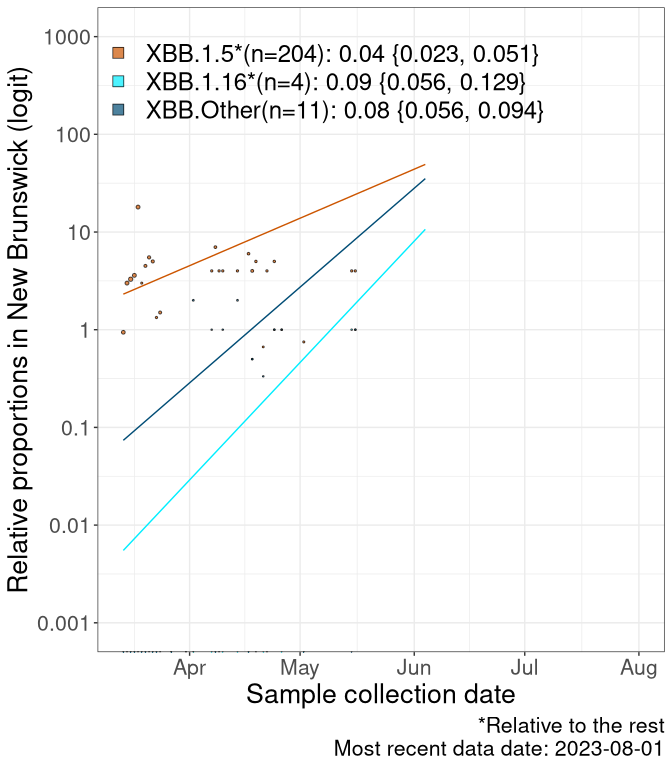 Relative proportions in New Brunswick (logit)
1000
100
10
1
0.1
0.01
0.001
XBB.1.5*(n=204): 0.04 {0.023, 0.051}
XBB.1.16*(n=4): 0.09 {0.056, 0.129}
XBB.Other(n=11): 0.08 {0.056, 0.094}
Apr May Jun Jul Aug
Sample collection date
*Relative to the rest
Most recent data date: 2023-08-01